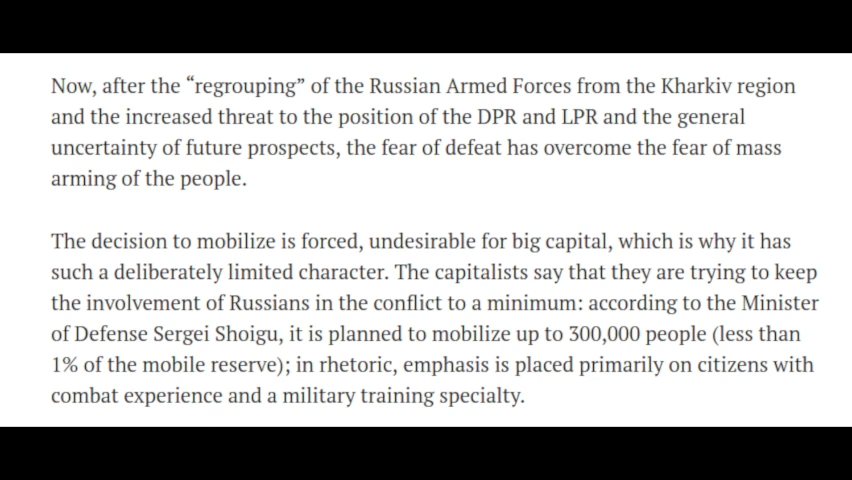 Now, after the “regrouping” of the Russian Armed Forces from the Kharkiv region
and the increased threat to the position of the DPR and LPR and the general
uncertainty of future prospects, the fear of defeat has overcome the fear of mass
arming of the people.
The decision to mobilize is forced, undesirable for big capital, which is why it has
such a deliberately limited character. The capitalists say that they are trying to keep
the involvement of Russians in the conflict to a minimum: according to the Minister
of Defense Sergei Shoigu, it is planned to mobilize up to 300,000 people (less than
1% of the mobile reserve); in rhetoric, emphasis is placed primarily on citizens with
combat experience and a military training specialty.